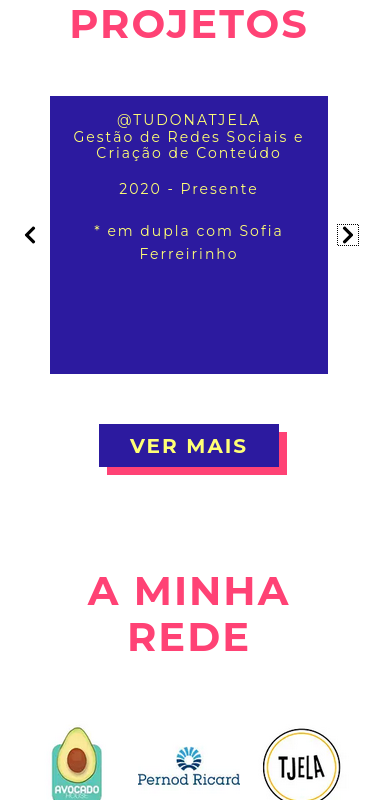 PROJETOS
@TUDONATJELA
Gestão de Redes Sociais e
Criação de Conteúdo
2020 - Presente
* em dupla com Sofia
Ferreirinho
VER MAIS
A MINHA
REDE
AVOCADO
HOUSE
Pernod Ricard
TJELA